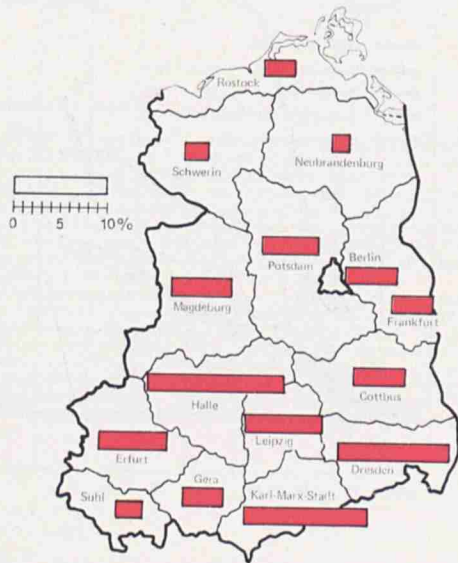 Rostock
Schwerin
Neubrandenburg
0 5 10%
Potsdam
Berlin
Magdeburg
Frankfurt
Halle
Cottbus
Leipzig
Erfurt
Dresden
Gera
Suhl
Karl-Marx-Stadt